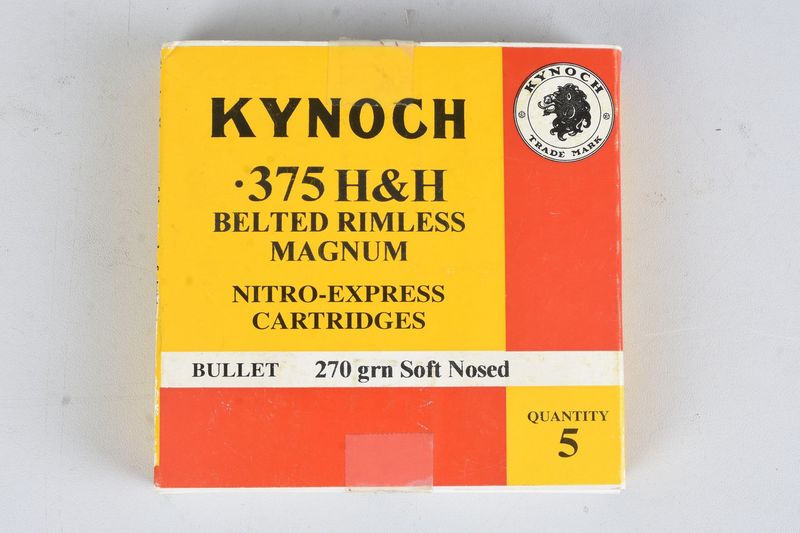 KYNOCH
TRADE MARK
KYNOCH
·375 H&H
BELTED RIMLESS
MAGNUM
NITRO-EXPRESS
CARTRIDGES
BULLET 270 grn Soft Nosed
QUANTITY
5